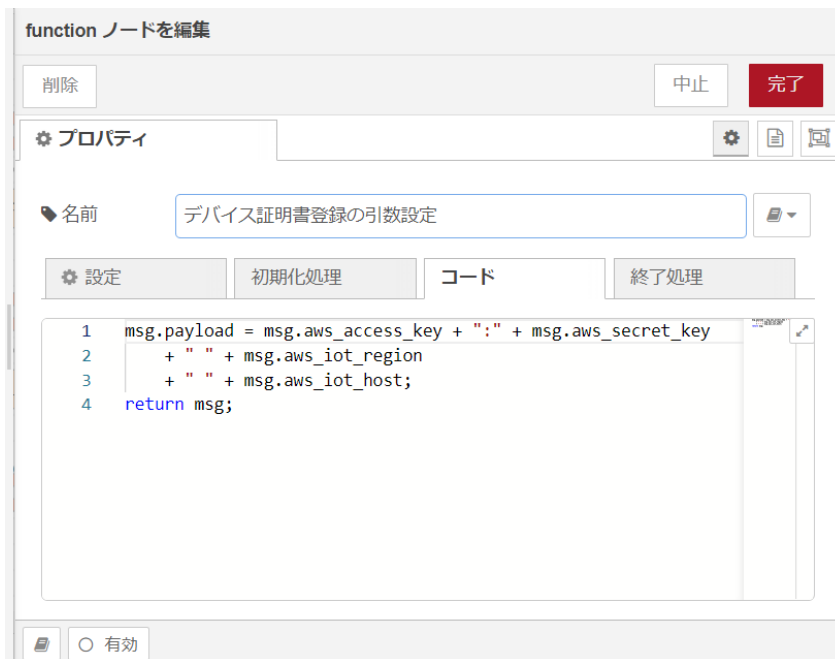 function ノードを編集
削除 中止 完了
プロパティ
名前 デバイス証明書登録の引数設定
設定 初期化処理 コード 終了処理
1 msg.payload = msg.aws_access_key + ":" + msg.aws_secret_key
2 + " " + msg.aws_iot_region
3 + " " + msg.aws_iot_host;
4 return msg;
有効